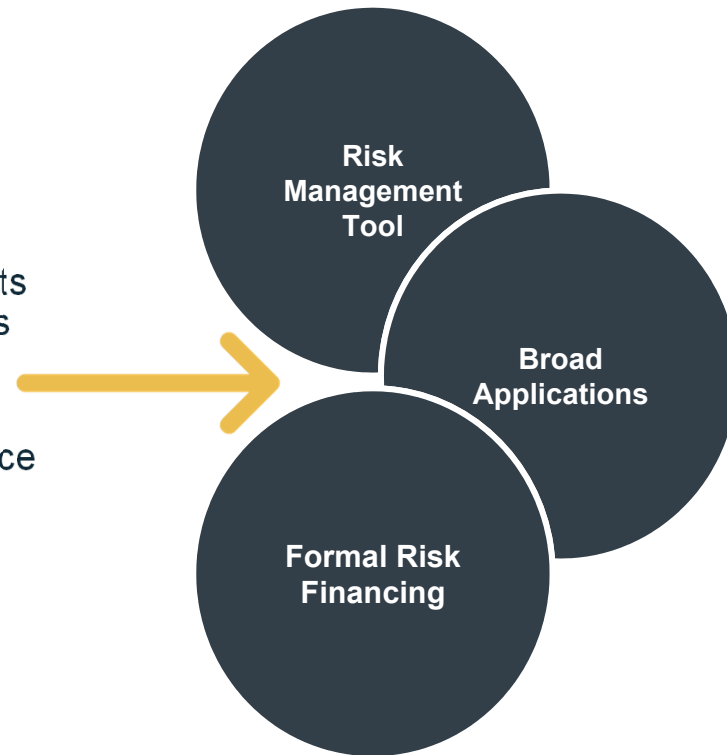 Risk
Management
Tool
Broad
Applications
Formal Risk
Financing